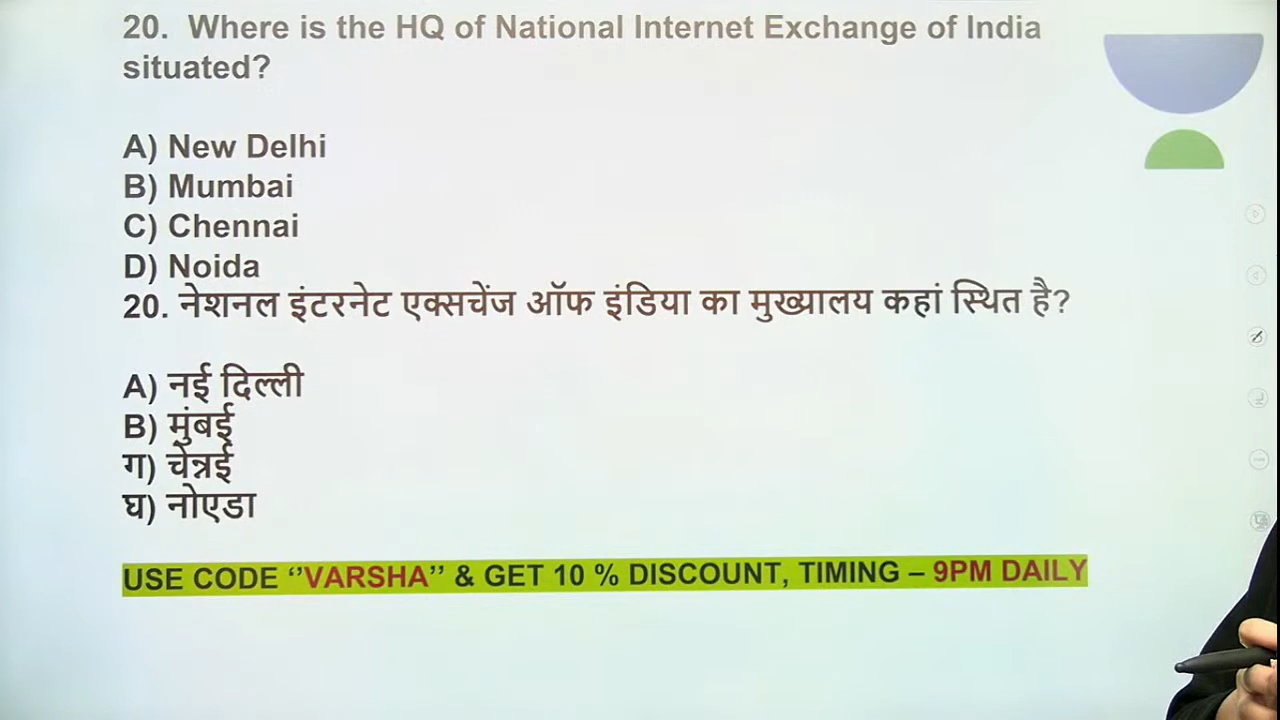 20. Where is the HQ of National Internet Exchange of India
situated?
A) New Delhi
B) Mumbai
C) Chennai
D) Noida
20. नेशनल इंटरनेट एक्सचेंज ऑफ इंडिया का मुख्यालय कहां स्थित है?
A) नई दिल्ली
B) मुंबई
ग) चेन्नई
घ) नोएडा
USE CODE ‘’VARSHA’’ & GET 10 % DISCOUNT, TIMING – 9PM DAILY